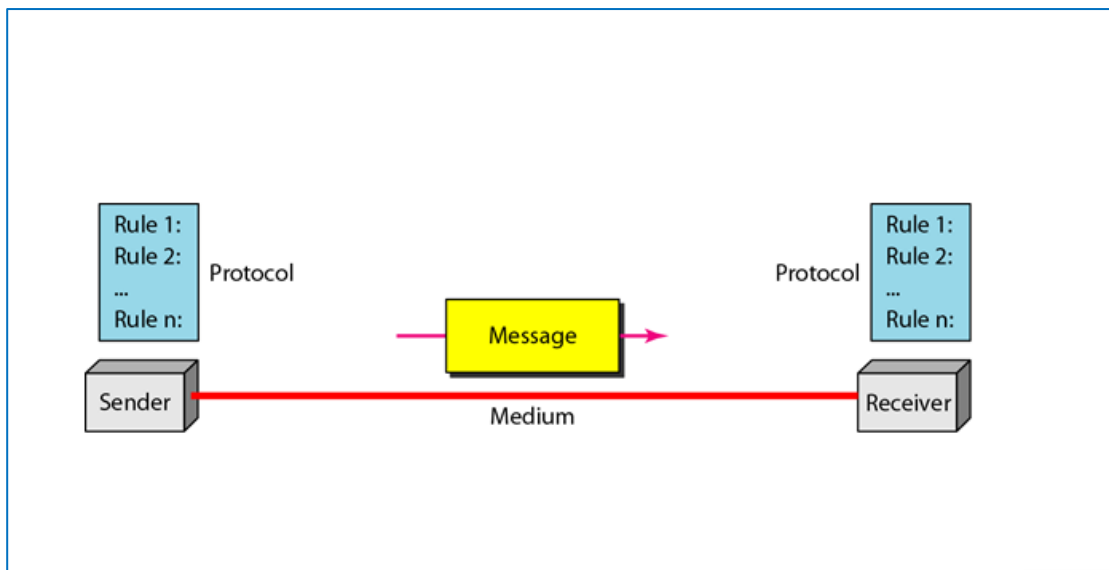 Rule 1:
Rule 2:
...
Rule n:
Protocol
Message
Protocol
Rule 1:
Rule 2:
...
Rule n:
Sender
Medium
Receiver